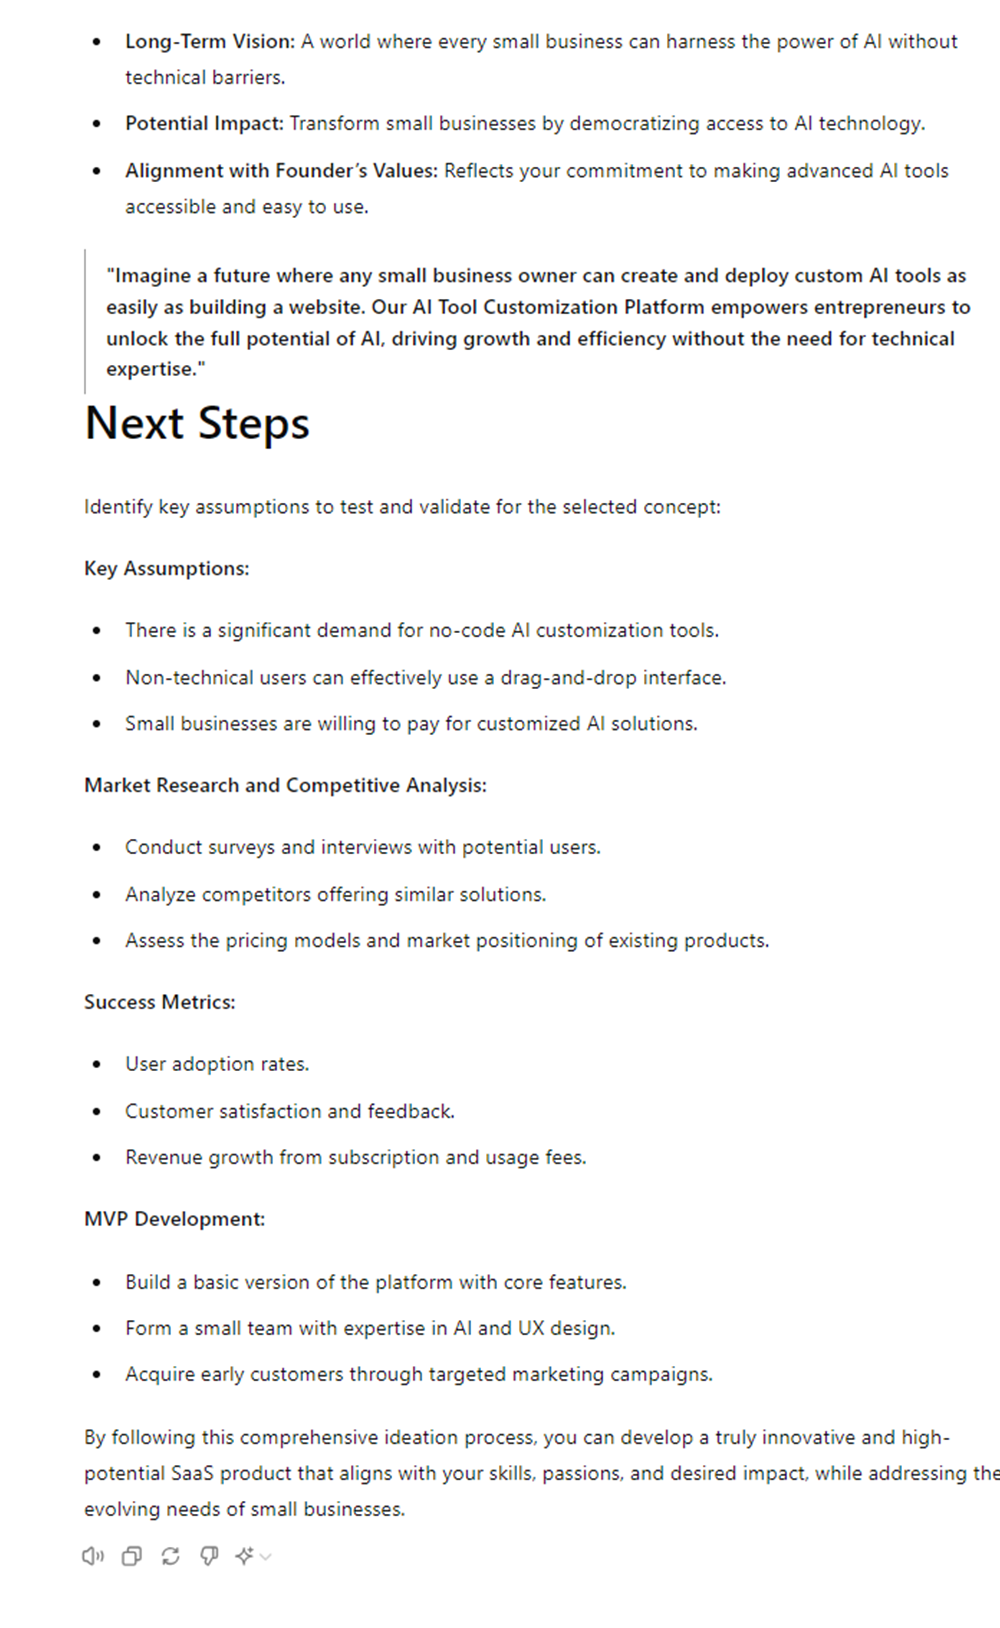 Long-Term Vision: A world where every small business can harness the power of AI without
technical barriers.
Potential Impact: Transform small businesses by democratizing access to AI technology.
Alignment with Founder’s Values: Reflects your commitment to making advanced AI tools
accessible and easy to use.
"Imagine a future where any small business owner can create and deploy custom AI tools as
easily as building a website. Our AI Tool Customization Platform empowers entrepreneurs to
unlock the full potential of AI, driving growth and efficiency without the need for technical
expertise."
Next Steps
Identify key assumptions to test and validate for the selected concept:
Key Assumptions:
There is a significant demand for no-code AI customization tools.
Non-technical users can effectively use a drag-and-drop interface.
Small businesses are willing to pay for customized AI solutions.
Market Research and Competitive Analysis:
Conduct surveys and interviews with potential users.
Analyze competitors offering similar solutions.
Assess the pricing models and market positioning of existing products.
Success Metrics:
User adoption rates.
Customer satisfaction and feedback.
Revenue growth from subscription and usage fees.
MVP Development:
Build a basic version of the platform with core features.
Form a small team with expertise in AI and UX design.
Acquire early customers through targeted marketing campaigns.
By following this comprehensive ideation process, you can develop a truly innovative and high-
potential SaaS product that aligns with your skills, passions, and desired impact, while addressing the
evolving needs of small businesses.